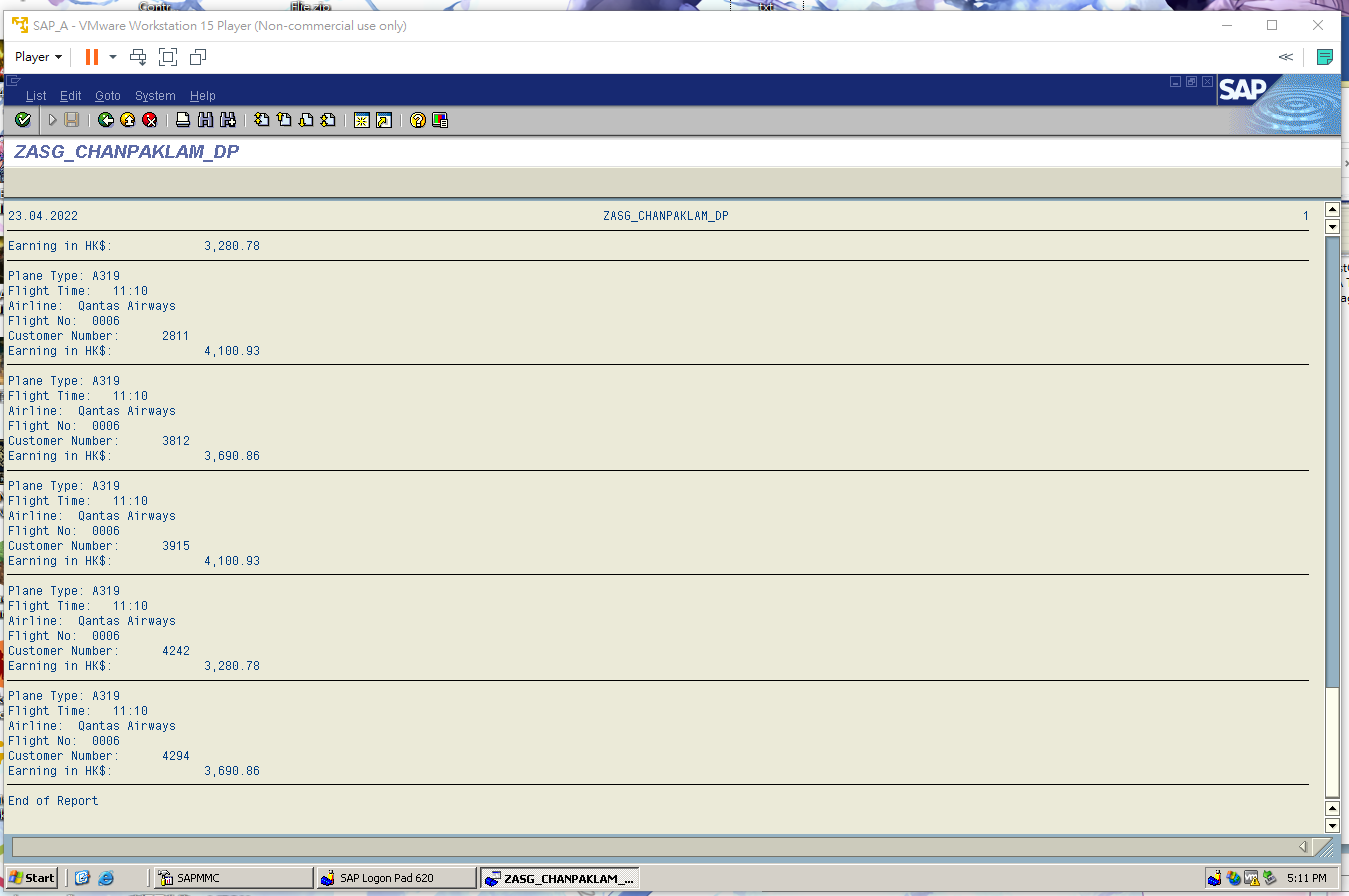 Contr
File.zip
txt
SAP_A - VMware Workstation 15 Player (Non-commercial use only)
Player
List Edit Goto System Help
SAP
ZASG_CHANPAKLAM_DP
23.04.2022 ZASG_CHANPAKLAM_DP 1
Earning in HK$: 3,280.78
Plane Type: A319
Flight Time: 11:10
Airline: Qantas Airways
Flight No: 0006
Customer Number: 2811
Earning in HK$: 4,100.93
Plane Type: A319
Flight Time: 11:10
Airline: Qantas Airways
Flight No: 0006
Customer Number: 3812
Earning in HK$: 3,690.86
Plane Type: A319
Flight Time: 11:10
Airline: Qantas Airways
Flight No: 0006
Customer Number: 3915
Earning in HK$: 4,100.93
Plane Type: A319
Flight Time: 11:10
Airline: Qantas Airways
Flight No: 0006
Customer Number: 4242
Earning in HK$: 3,280.78
Plane Type: A319
Flight Time: 11:10
Airline: Qantas Airways
Flight No: 0006
Customer Number: 4294
Earning in HK$: 3,690.86
End of Report
Start SAPMMC SAP Logon Pad 620 ZASG_CHANPAKLAM_... 5:11 PM